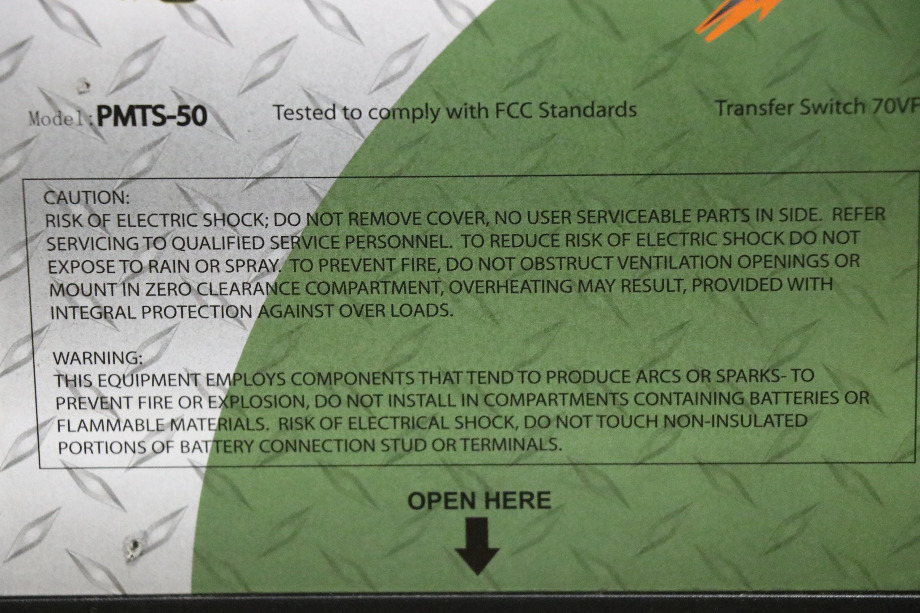 Model: PMTS-50 Tested to comply with FCC Standards Transfer Switch 70VF
CAUTION:
RISK OF ELECTRIC SHOCK; DO NOT REMOVE COVER, NO USER SERVICEABLE PARTS IN SIDE. REFER
SERVICING TO QUALIFIED SERVICE PERSONNEL. TO REDUCE RISK OF ELECTRIC SHOCK DO NOT
EXPOSE TO RAIN OR SPRAY. TO PREVENT FIRE, DO NOT OBSTRUCT VENTILATION OPENINGS OR
MOUNT IN ZERO CLEARANCE COMPARTMENT, OVERHEATING MAY RESULT, PROVIDED WITH
INTEGRAL PROTECTION AGAINST OVER LOADS.
WARNING:
THIS EQUIPMENT EMPLOYS COMPONENTS THAT TEND TO PRODUCE ARCS OR SPARKS- TO
PREVENT FIRE OR EXPLOSION, DO NOT INSTALL IN COMPARTMENTS CONTAINING BATTERIES OR
FLAMMABLE MATERIALS. RISK OF ELECTRICAL SHOCK, DO NOT TOUCH NON-INSULATED
PORTIONS OF BATTERY CONNECTION STUD OR TERMINALS.
OPEN HERE